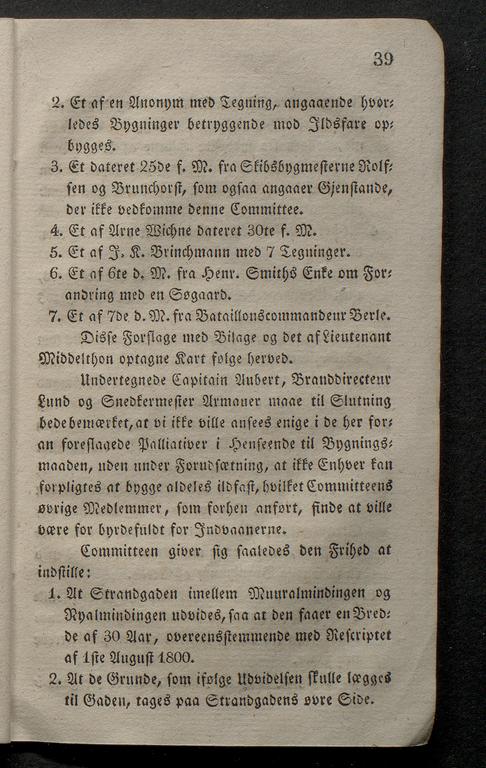 39
2. Et af en Anonym med Tegning, angaaende hvor-
ledes Bygninger betryggende mod Ildsfare op-
bygges.
3. Et dateret 25de f. M. fra Skibsbygmesterne Rolf-
sen og Brunchorst, som ogsaa angaaer Gjenstande,
der ikke vedkomme denne Committee.
4. Et af Arne Wichne dateret 30te f. M.
5. Et af J. K. Brinchmann med 7 Tegninger.
6. Et af 6te d. M. fra Henr. Smiths Enke om For-
andring med en Søgaard.
7. Et af 7de d. M. fra Bataillonscommandeur Berle.
Disse Forslage med Bilage og det af Lieutenant
Middelthon optagne Kart følge herved.
Undertegnede Capitain Aubert, Branddirecteur
Lund og Snedkermester Armauer maae til Slutning
bede bemærket, at vi ikke ville ansees enige i de her for-
an foreslagede Palliativer i Henseende til Bygnings-
maaden, uden under Forudsætning, at ikke Enhver kan
forpligtes at bygge aldeles ildfast, hvilket Committeens
øvrige Medlemmer, som forhen anført, finde at ville
være for byrdefuldt for Indvaanerne.
Committeen giver sig saaledes den Frihed at
indstille:
1. At Strandgaden imellem Muuralmindingen og
Nyalmindingen udvides, saa at den faaer en Bred-
de af 30 Alar, overeensstemmende med Rescriptet
af 1ste August 1800.
2. At de Grunde, som ifølge Udvidelsen skulle lægges
til Gaden, tages paa Strandgadens øvre Side.